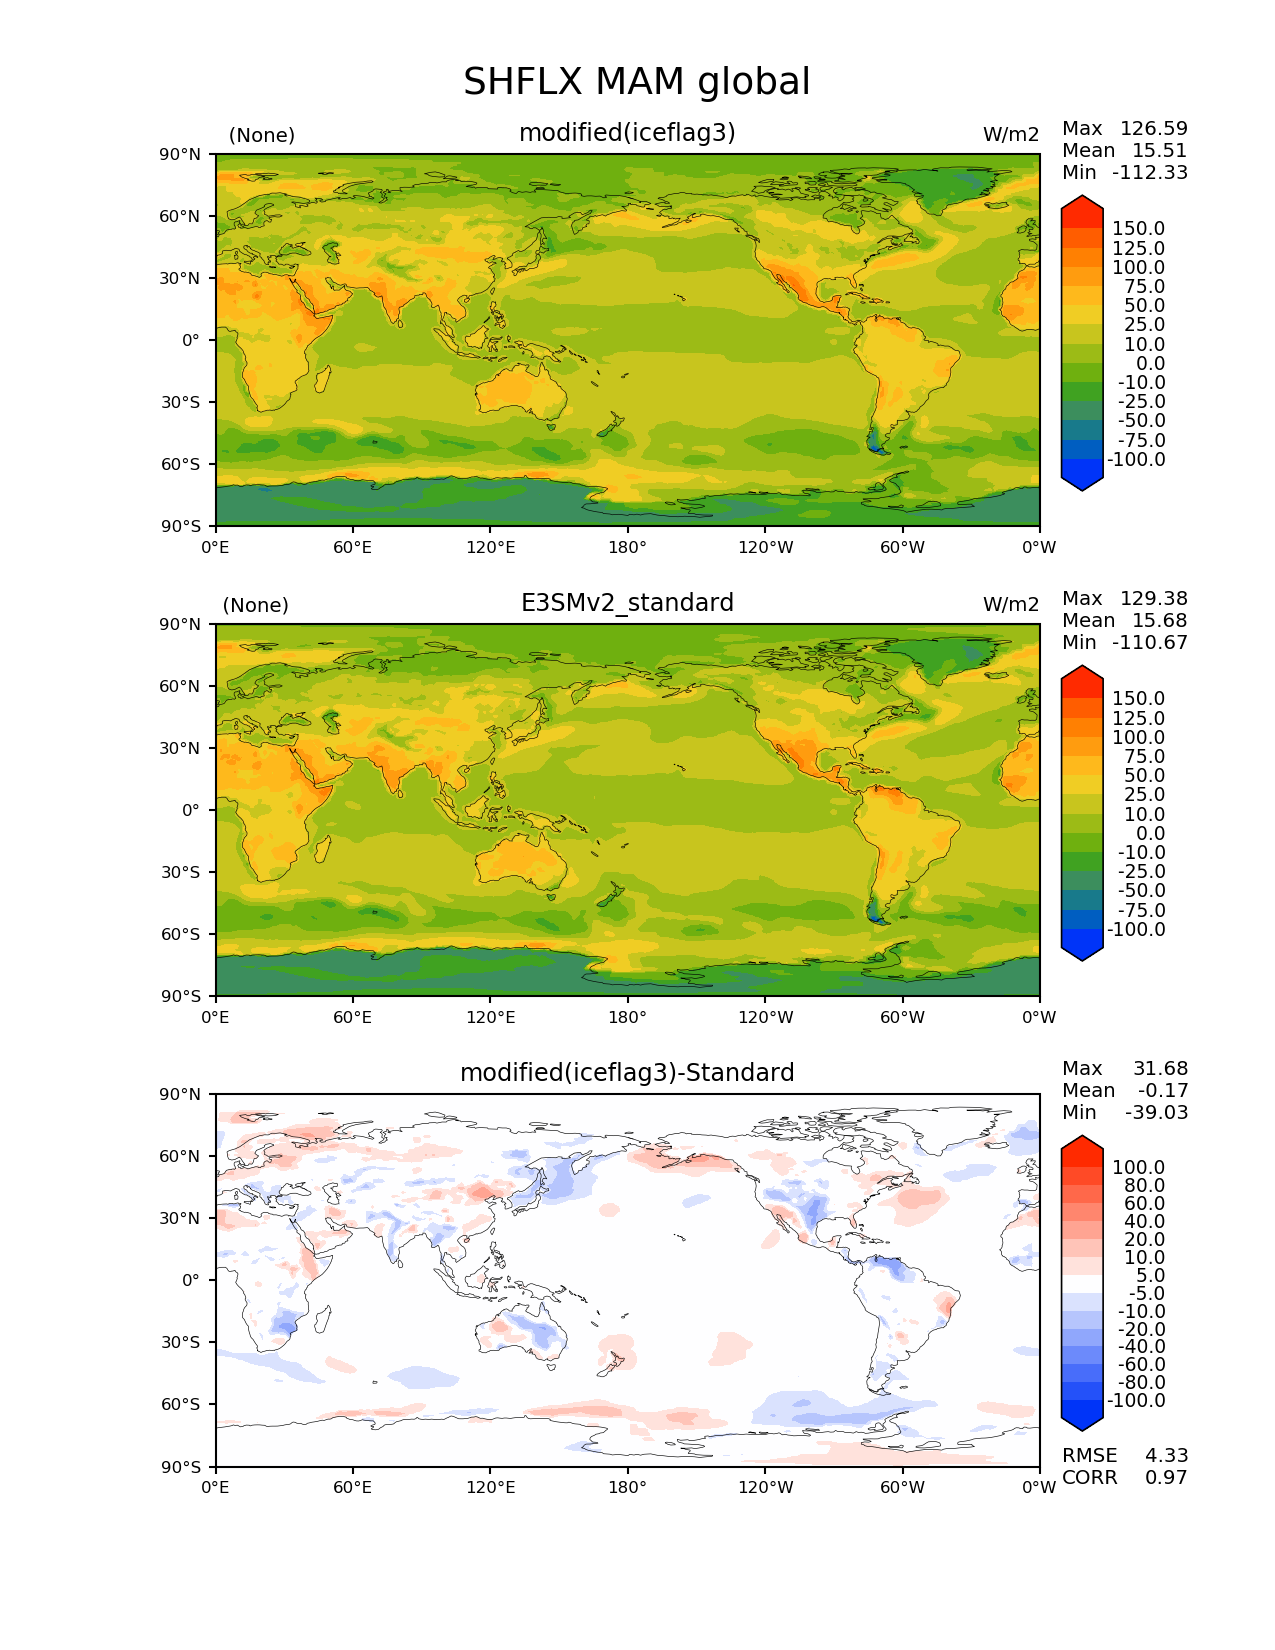 SHFLX MAM global
(None) modified(iceflag3) W/m2
Max 126.59
Mean 15.51
Min -112.33
90°N
60°N
30°N
0°
30°S
60°S
90°S
0°E 60°E 120°E 180° 120°W 60°W 0°W
150.0
125.0
100.0
75.0
50.0
25.0
10.0
0.0
-10.0
-25.0
-50.0
-75.0
-100.0
(None) E3SMv2_standard W/m2
Max 129.38
Mean 15.68
Min -110.67
90°N
60°N
30°N
0°
30°S
60°S
90°S
0°E 60°E 120°E 180° 120°W 60°W 0°W
150.0
125.0
100.0
75.0
50.0
25.0
10.0
0.0
-10.0
-25.0
-50.0
-75.0
-100.0
modified(iceflag3)-Standard
Max 31.68
Mean -0.17
Min -39.03
90°N
60°N
30°N
0°
30°S
60°S
90°S
0°E 60°E 120°E 180° 120°W 60°W 0°W
100.0
80.0
60.0
40.0
20.0
10.0
5.0
-5.0
-10.0
-20.0
-40.0
-60.0
-80.0
-100.0
RMSE 4.33
CORR 0.97